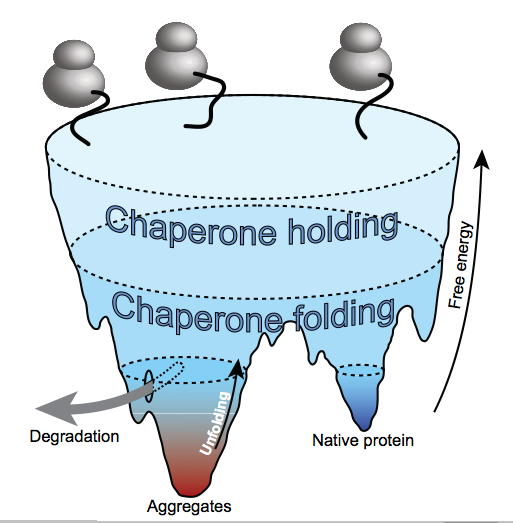 Chaperone holding
Free energy
Chaperone folding
Unfolding
Degradation
Native protein
Aggregates